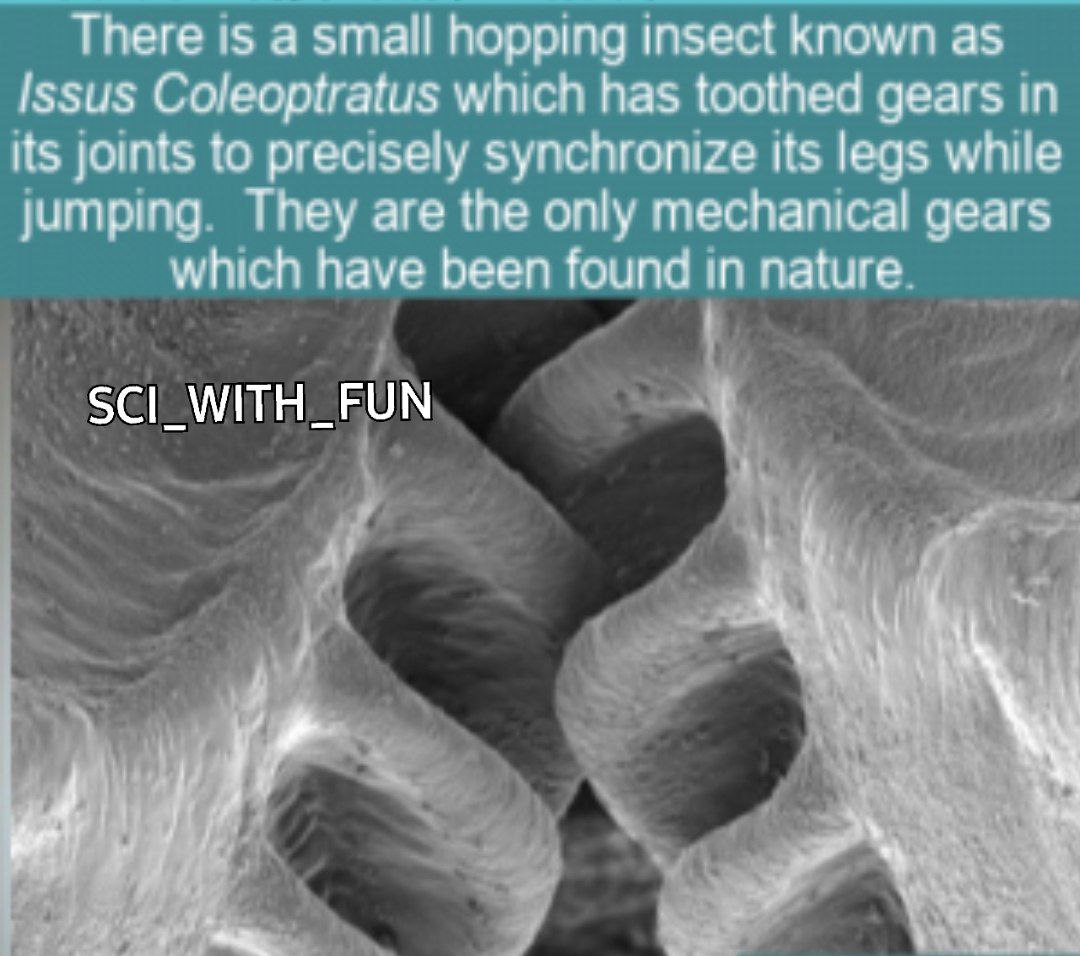 There is a small hopping insect known as
Issus Coleoptratus which has toothed gears in
its joints to precisely synchronize its legs while
jumping.  They are the only mechanical gears
which have been found in nature.
SCI_WITH_FUN